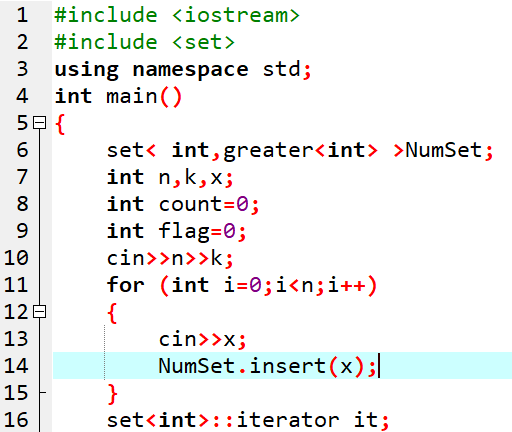 1 #include <iostream>
2 #include <set>
3 using namespace std;
4 int main()
5 {
6 set< int,greater<int> >NumSet;
7 int n,k,x;
8 int count=0;
9 int flag=0;
10 cin>>n>>k;
11 for (int i=0;i<n;i++)
12 {
13 cin>>x;
14 NumSet.insert(x);
15 }
16 set<int>::iterator it;